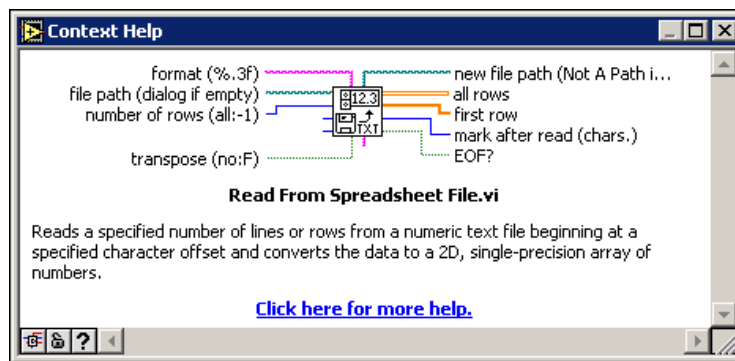 Context Help
format (%.3f)
new file path (Not A Path i...
file path (dialog if empty)
all rows
number of rows (all:-1)
first row
mark after read (chars.)
transpose (no:F)
EOF?
12.3
TXT
Read From Spreadsheet File.vi
Reads a specified number of lines or rows from a numeric text file beginning at a
specified character offset and converts the data to a 2D, single-precision array of
numbers.
Click here for more help.
?